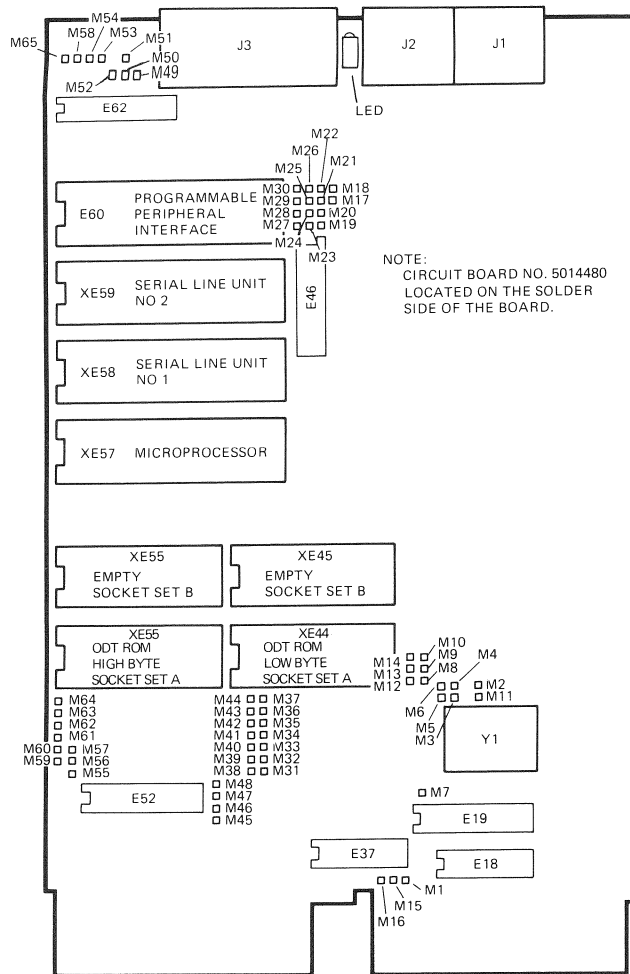 M54
M58 M53
M65 M51
J3 J2 J1
M50
M52 M49
E62
LED
M22
M26
M21
M25
M30 M18
M29 M17
M28 M20
M27 M19
M24
M23
E60 PROGRAMMABLE
PERIPHERAL
INTERFACE
E46
NOTE:
CIRCUIT BOARD NO. 5014480
LOCATED ON THE SOLDER
SIDE OF THE BOARD.
XE59 SERIAL LINE UNIT
NO 2
XE58 SERIAL LINE UNIT
NO 1
XE57 MICROPROCESSOR
XE55
EMPTY
SOCKET SET B
XE45
EMPTY
SOCKET SET B
XE55
ODT ROM
HIGH BYTE
SOCKET SET A
XE44
ODT ROM
LOW BYTE
SOCKET SET A
M10
M14 M9
M13 M8
M12
M4
M2
M6 M11
M5
M3
Y1
M64
M63
M62
M61
M60 M57
M59 M56
M55
M44 M37
M43 M36
M42 M35
M41 M34
M40 M33
M39 M32
M38 M31
M48
M47
M46
M45
E52
M7
E19
E37
E18
M1
M15
M16